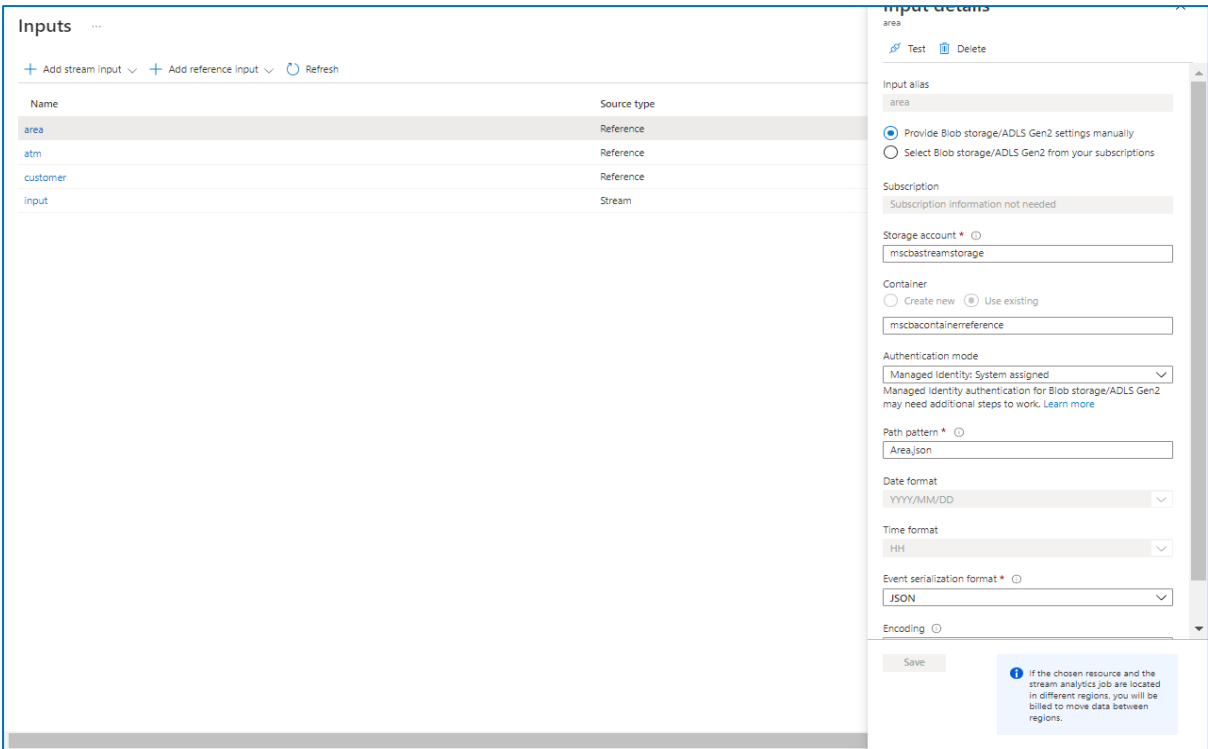 Inputs ...
Add stream input
Add reference input
Refresh
Name Source type
area Reference
atm Reference
customer Reference
input Stream
Input details
area
Test Delete
Input alias
area
Provide Blob storage/ADLS Gen2 settings manually
Select Blob storage/ADLS Gen2 from your subscriptions
Subscription
Subscription information not needed
Storage account *
mscbastreamstorage
Container
Create new Use existing
mscbacontainerreference
Authentication mode
Managed Identity: System assigned
Managed Identity authentication for Blob storage/ADLS Gen2
may need additional steps to work. Learn more
Path pattern *
Area.json
Date format
YYYY/MM/DD
Time format
HH
Event serialization format *
JSON
Encoding
Save
If the chosen resource and the
stream analytics job are located
in different regions, you will be
billed to move data between
regions.